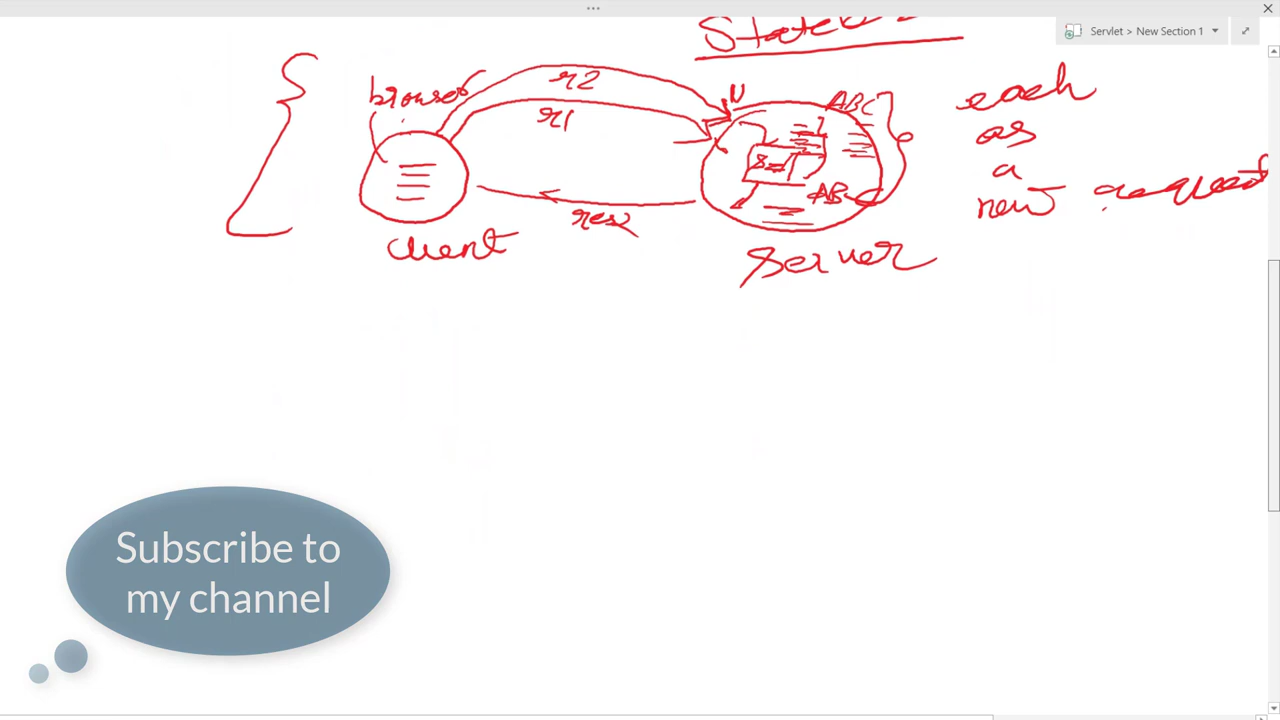 Servlet > New Section 1
browser
r2
r1
ABC
each
as
a
new request
ABC
res
client
server
Subscribe to
my channel